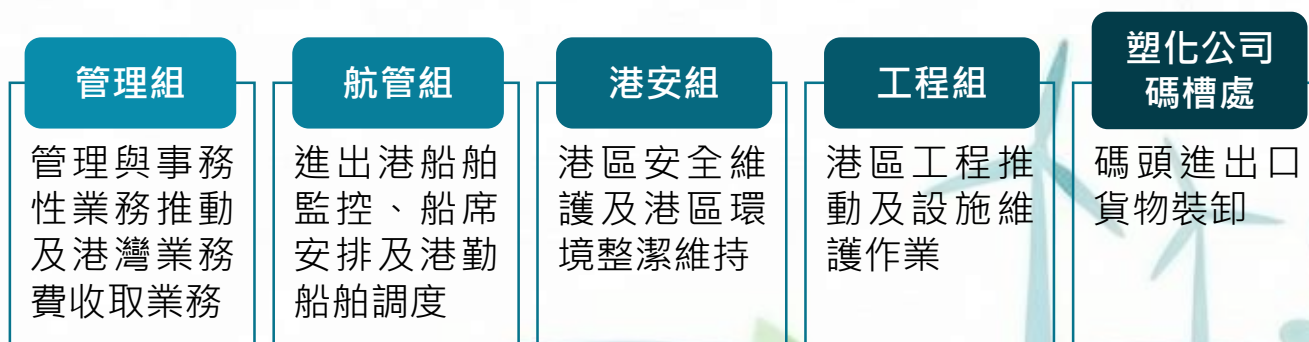 管理組
管理與事務
性業務推動
及港灣業務
費收取業務
航管組
進出港船舶
監控、船席
安排及港勤
船舶調度
港安組
港區安全維
護及港區環
境整潔維持
工程組
港區工程推
動及設施維
護作業
塑化公司
碼槽處
碼頭進出口
貨物裝卸